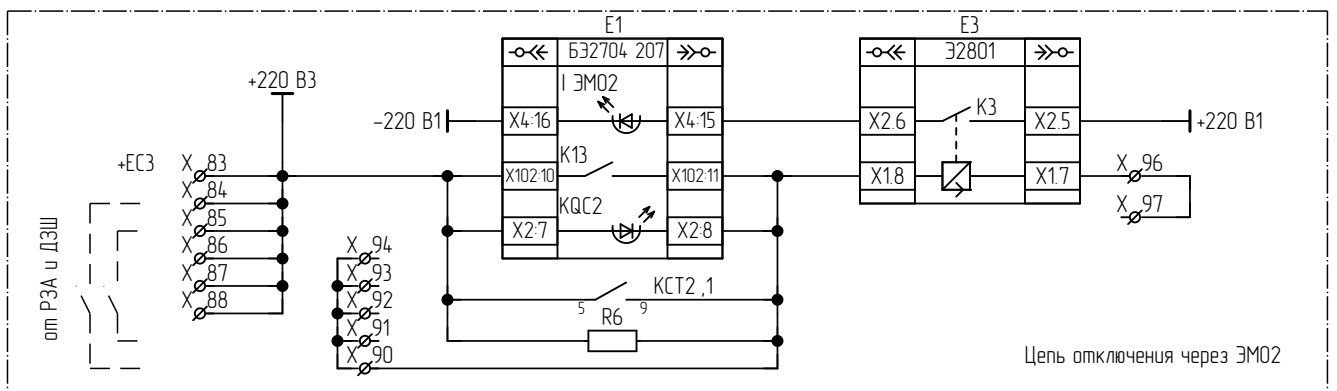 E1
E3
БЭ2704 207
Э2801
+220 В3
I ЭМО2
K3
-220 В1
X4:16
X4:15
X2.6
X2.5
+220 В1
+ЕС3
X 83
K13
X102:10
X102:11
X1.8
X1.7
X 96
X 84
KQC2
X 97
X 85
X2:7
X2:8
от РЗА и ДЗШ
X 86
X 94
X 87
X 93
КСТ2 ,1
X 88
X 92
5
9
X 91
R6
X 90
Цепь отключения через ЭМО2